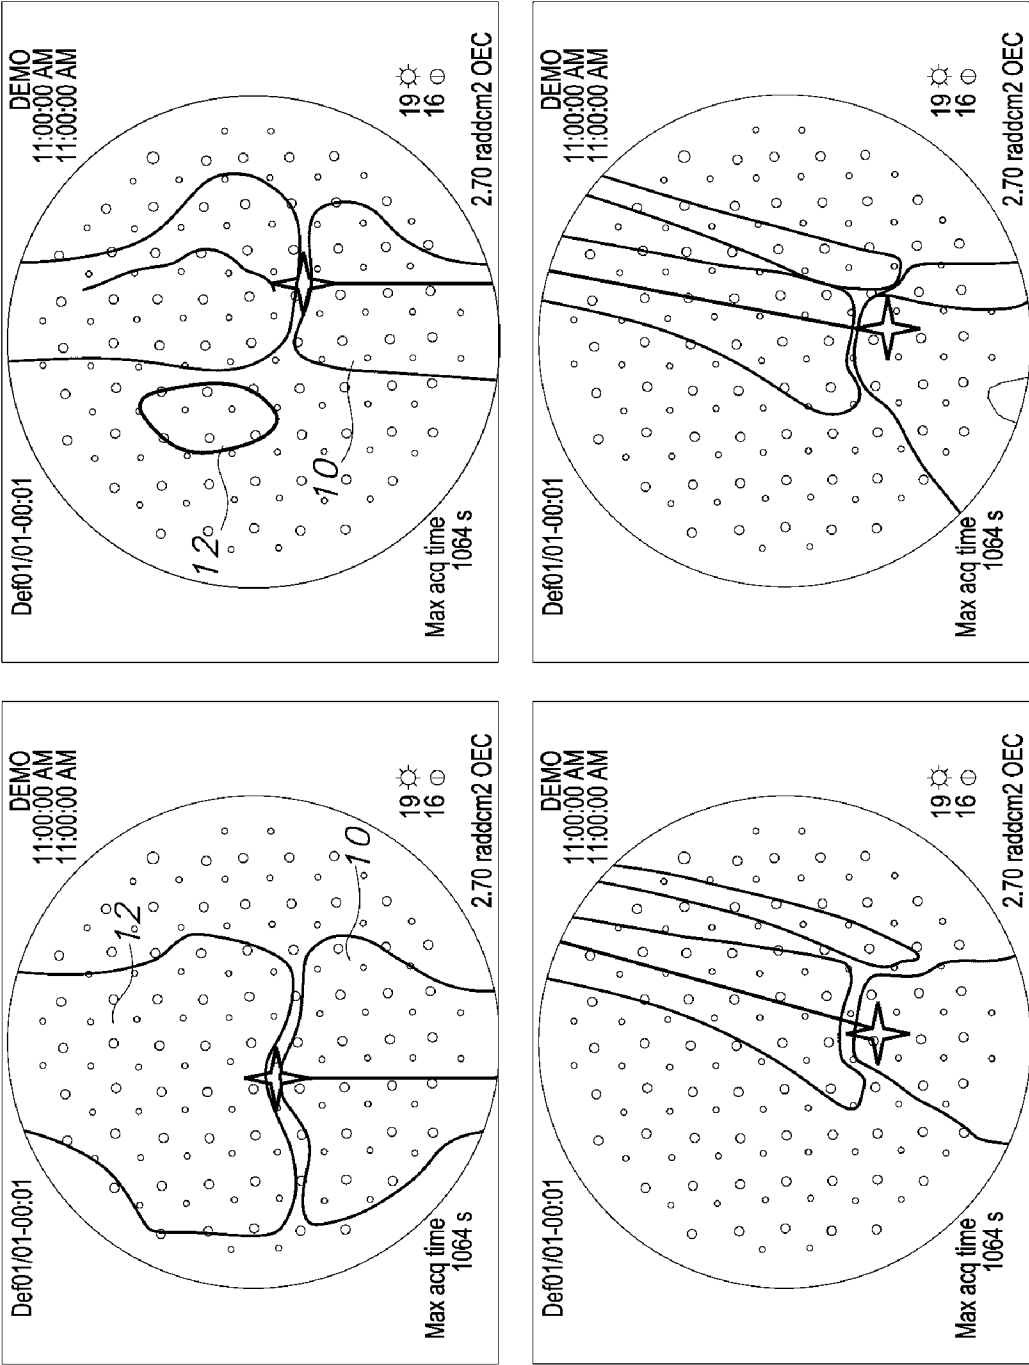 Def01/01-00:01
DEMO
11:00:00 AM
11:00:00 AM
12
10
Max acq time
1064 s
19
16
2.70 raddcm2 OEC
Def01/01-00:01
DEMO
11:00:00 AM
11:00:00 AM
Max acq time
1064 s
19
16
2.70 raddcm2 OEC
Def01/01-00:01
DEMO
11:00:00 AM
11:00:00 AM
12
10
Max acq time
1064 s
19
16
2.70 raddcm2 OEC
Def01/01-00:01
DEMO
11:00:00 AM
11:00:00 AM
Max acq time
1064 s
19
16
2.70 raddcm2 OEC